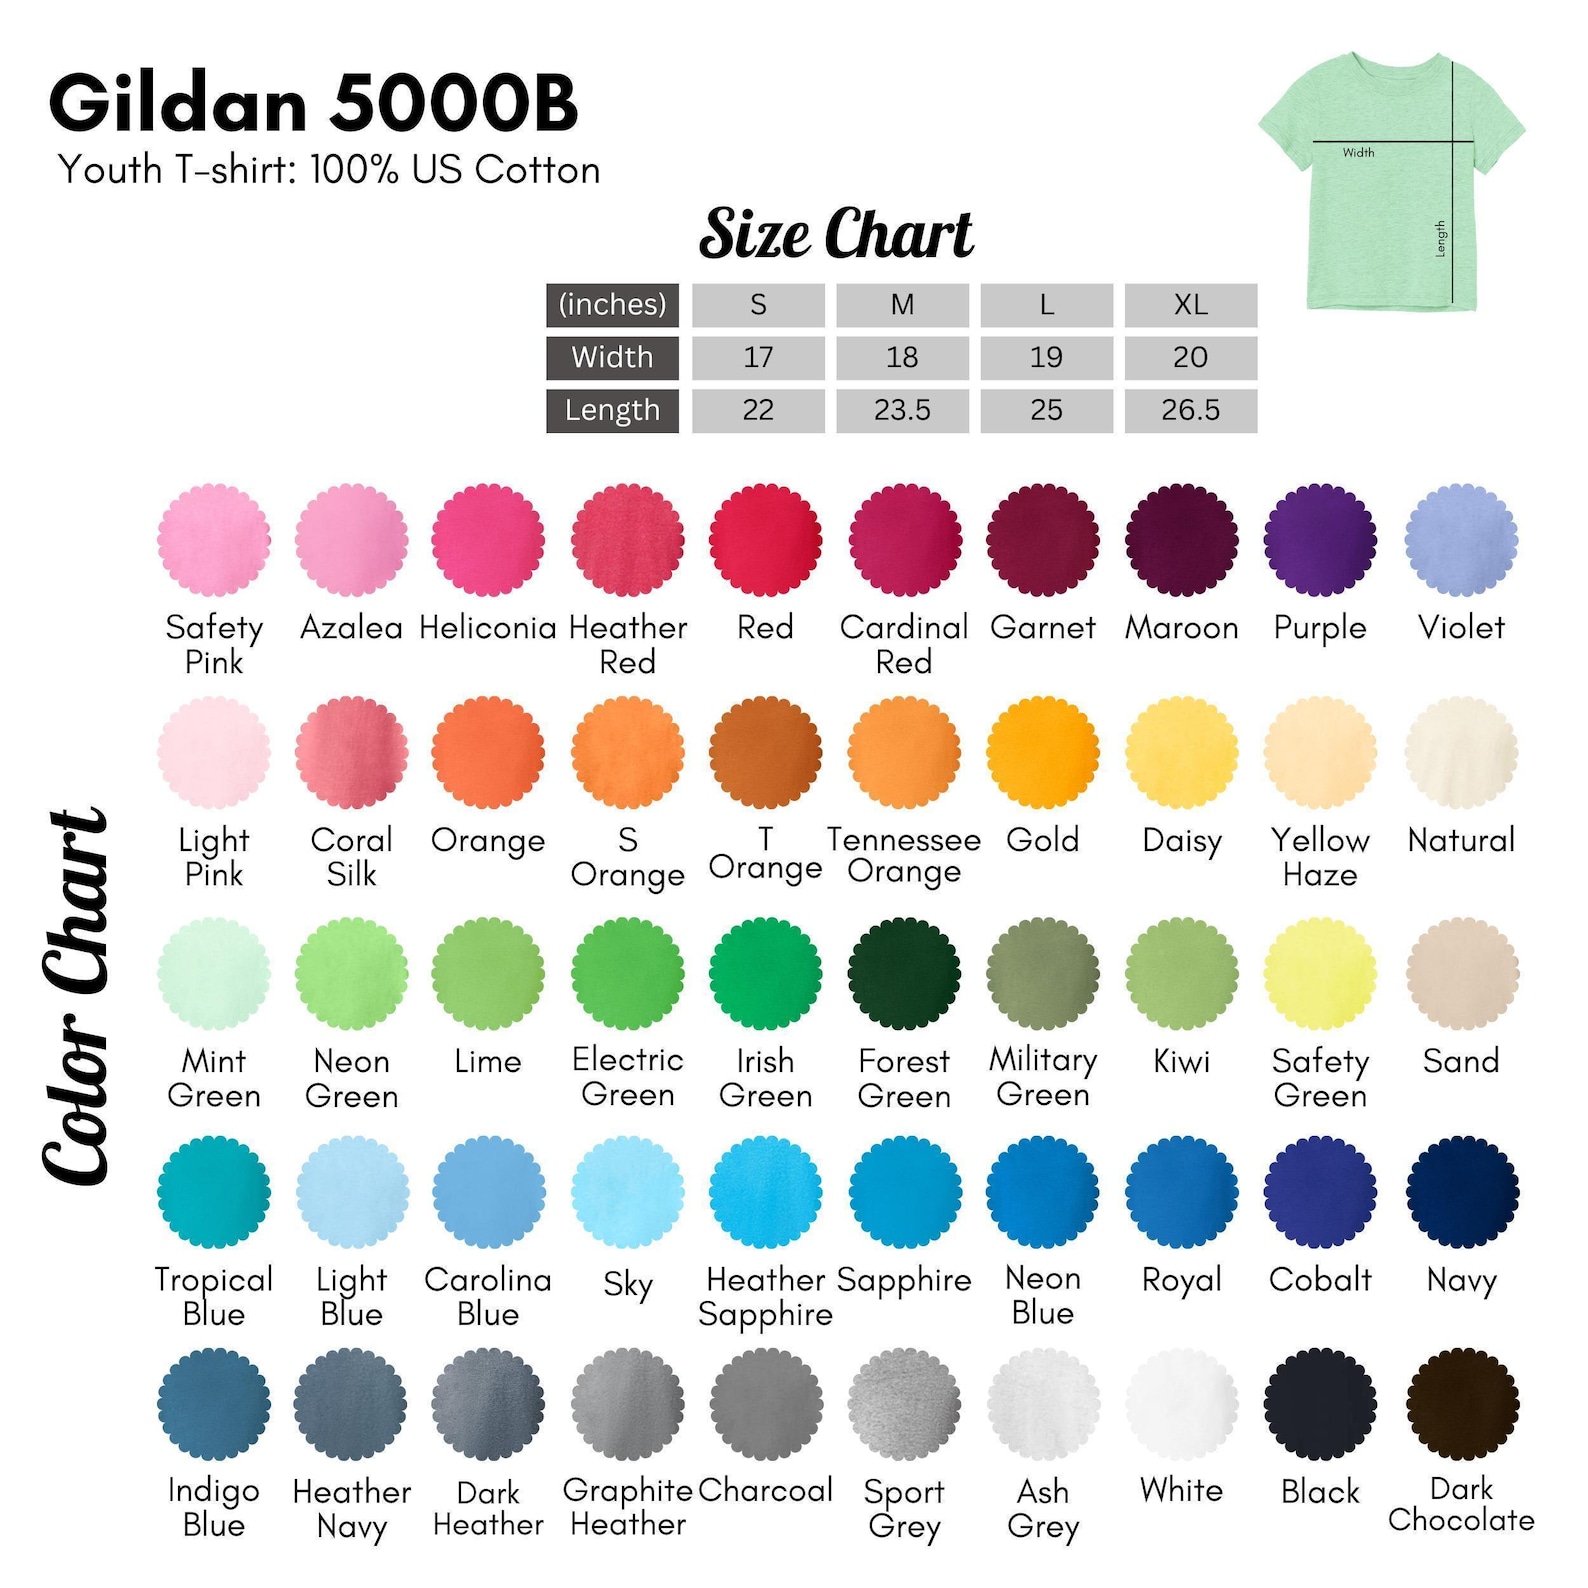 Gildan 5000B
Youth T-shirt: 100% US Cotton
Width
Length
Size Chart
(inches) S M L XL
Width 17 18 19 20
Length 22 23.5 25 26.5
Color Chart
Safety Azalea Heliconia Heather Red Cardinal Garnet Maroon Purple Violet
Pink Red Red
Light Coral Orange S T Tennessee Gold Daisy Yellow Natural
Pink Silk Orange Orange Orange Haze
Mint Neon Lime Electric Irish Forest Military Kiwi Safety Sand
Green Green Green Green Green Green Green
Tropical Light Carolina Sky Heather Sapphire Neon Royal Cobalt Navy
Blue Blue Blue Sapphire Blue
Indigo Heather Dark Graphite Charcoal Sport Ash White Black Dark
Blue Navy Heather Heather Grey Grey Chocolate